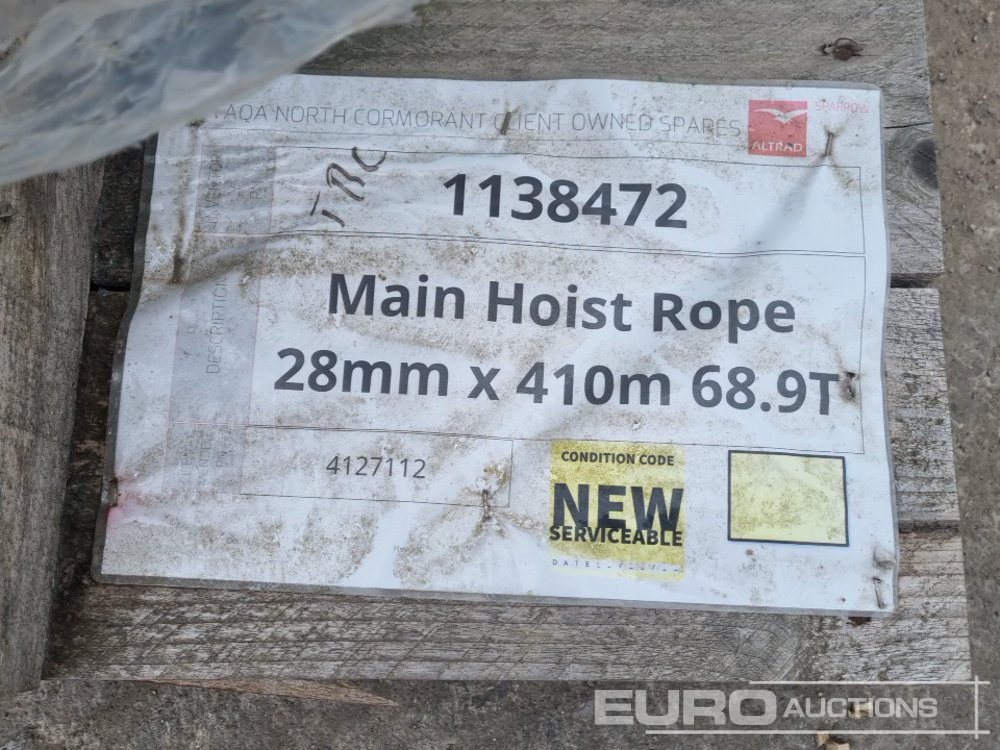 TAQA NORTH CORMORANT CLIENT OWNED SPARES
SPARROW
ALTRAD
1138472
DESCRIPTION
Main Hoist Rope
28mm x 410m 68.9T
4127112
CONDITION CODE
NEW
SERVICEABLE
DATE
EURO AUCTIONS